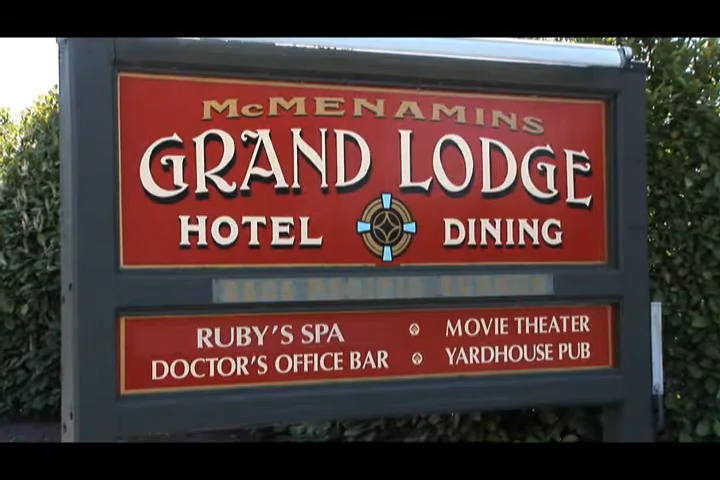 McMENAMINS
GRAND LODGE
HOTEL DINING
RUBY'S SPA MOVIE THEATER
DOCTOR'S OFFICE BAR YARDHOUSE PUB